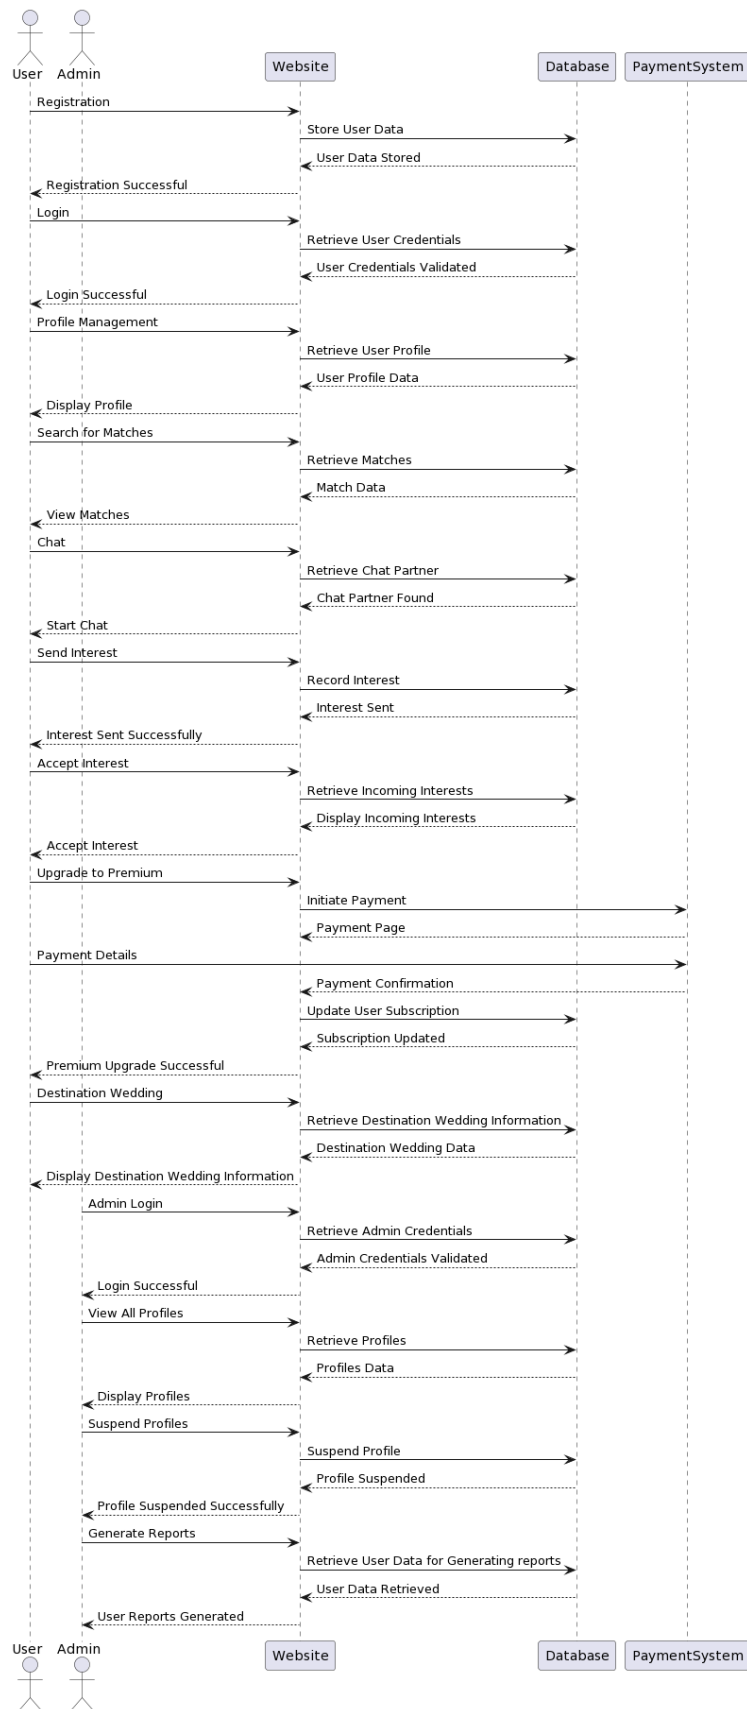 User
Admin
Website
Database
PaymentSystem
Registration
Store User Data
User Data Stored
Registration Successful
Login
Retrieve User Credentials
User Credentials Validated
Login Successful
Profile Management
Retrieve User Profile
User Profile Data
Display Profile
Search for Matches
Retrieve Matches
Match Data
View Matches
Chat
Retrieve Chat Partner
Chat Partner Found
Start Chat
Send Interest
Record Interest
Interest Sent
Interest Sent Successfully
Accept Interest
Retrieve Incoming Interests
Display Incoming Interests
Accept Interest
Upgrade to Premium
Initiate Payment
Payment Page
Payment Details
Payment Confirmation
Update User Subscription
Subscription Updated
Premium Upgrade Successful
Destination Wedding
Retrieve Destination Wedding Information
Destination Wedding Data
Display Destination Wedding Information
Admin Login
Retrieve Admin Credentials
Admin Credentials Validated
Login Successful
View All Profiles
Retrieve Profiles
Profiles Data
Display Profiles
Suspend Profiles
Suspend Profile
Profile Suspended
Profile Suspended Successfully
Generate Reports
Retrieve User Data for Generating reports
User Data Retrieved
User Reports Generated
User
Admin
Website
Database
PaymentSystem